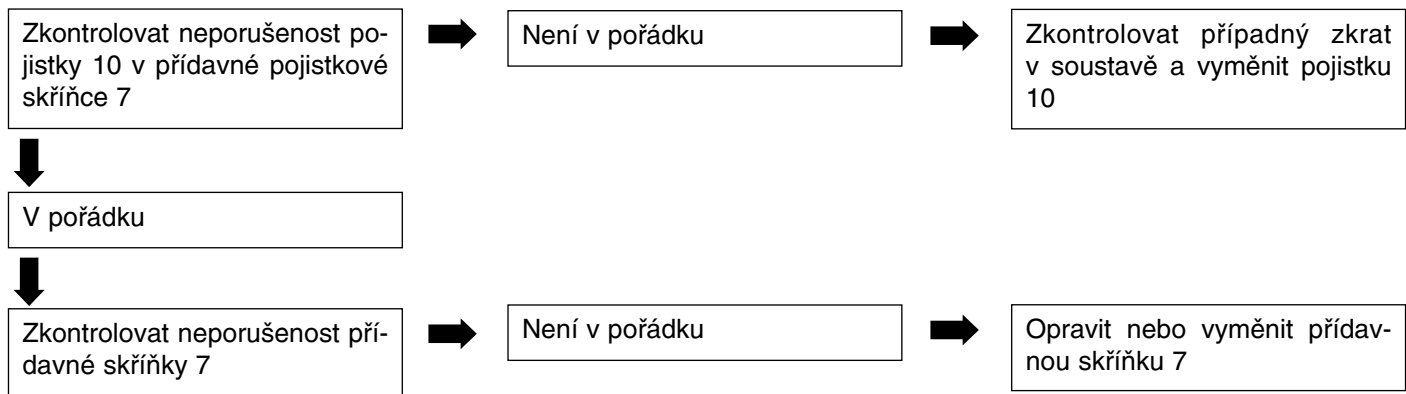 Zkontrolovat neporušenost po-
jistky 10 v přídavné pojistkové
skříňce 7
Není v pořádku
Zkontrolovat případný zkrat
v soustavě a vyměnit pojistku
10
V pořádku
Zkontrolovat neporušenost pří-
davné skříňky 7
Není v pořádku
Opravit nebo vyměnit přídav-
nou skříňku 7